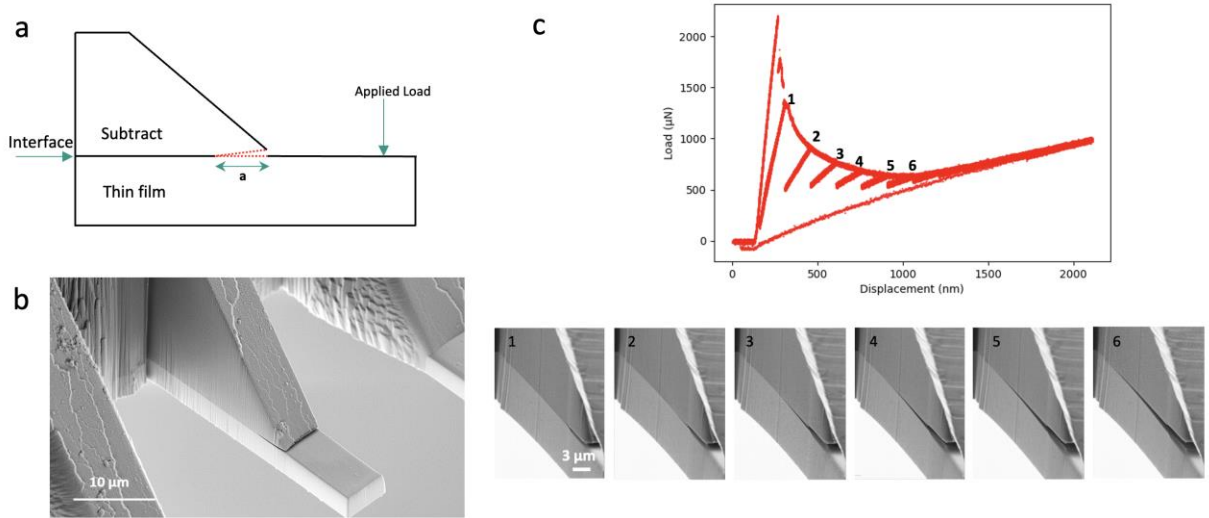 a
Applied Load
Interface
Subtract
a
Thin film
b
10 µm
c
Load (µN)
2000
1500
1000
500
0
1
2
3
4
5
6
0
500
1000
1500
2000
Displacement (nm)
1
2
3
4
5
6
3 µm